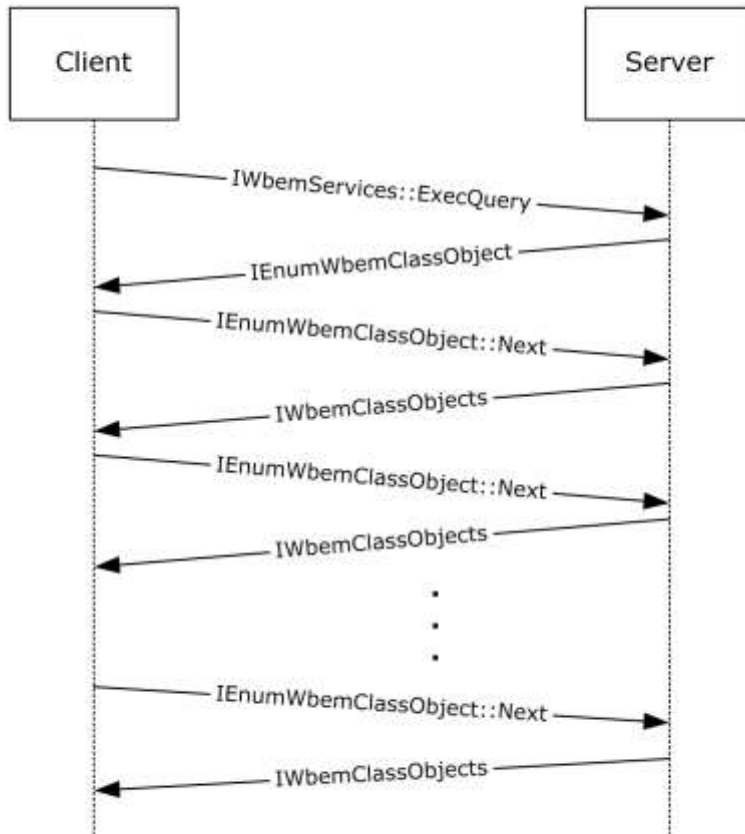 Client
Server
IWbemServices::ExecQuery
IEnumWbemClassObject
IEnumWbemClassObject::Next
IWbemClassObjects
IEnumWbemClassObject::Next
IWbemClassObjects
IEnumWbemClassObject::Next
IWbemClassObjects